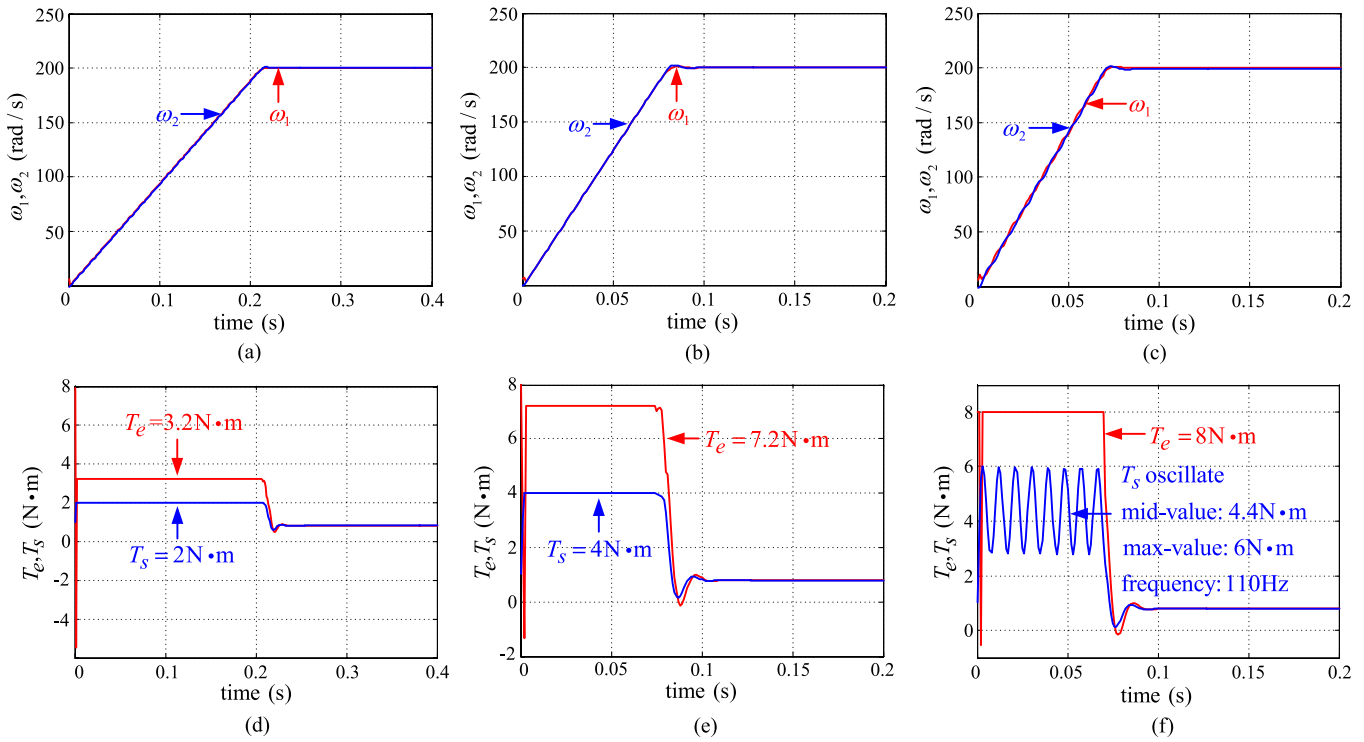 250
200
150
100
50
0
0.1
0.2
0.3
0.4
ω1,ω2 (rad / s)
ω2
ω1
time (s)
(a)
250
200
150
100
50
0
0.05
0.1
0.15
0.2
ω1,ω2 (rad / s)
ω2
ω1
time (s)
(b)
250
200
150
100
50
0
0.05
0.1
0.15
0.2
ω1,ω2 (rad / s)
ω1
ω2
time (s)
(c)
8
6
4
2
0
-2
-4
0
0.1
0.2
0.3
0.4
Te,Ts (N•m)
Te=3.2N•m
Ts=2N•m
time (s)
(d)
8
6
4
2
0
-2
0
0.05
0.1
0.15
0.2
Te,Ts (N•m)
Te=7.2N•m
Ts=4N•m
time (s)
(e)
8
6
4
2
0
0
0.05
0.1
0.15
0.2
Te,Ts (N•m)
Te=8N•m
Ts oscillate
mid-value: 4.4N•m
max-value: 6N•m
frequency: 110Hz
time (s)
(f)